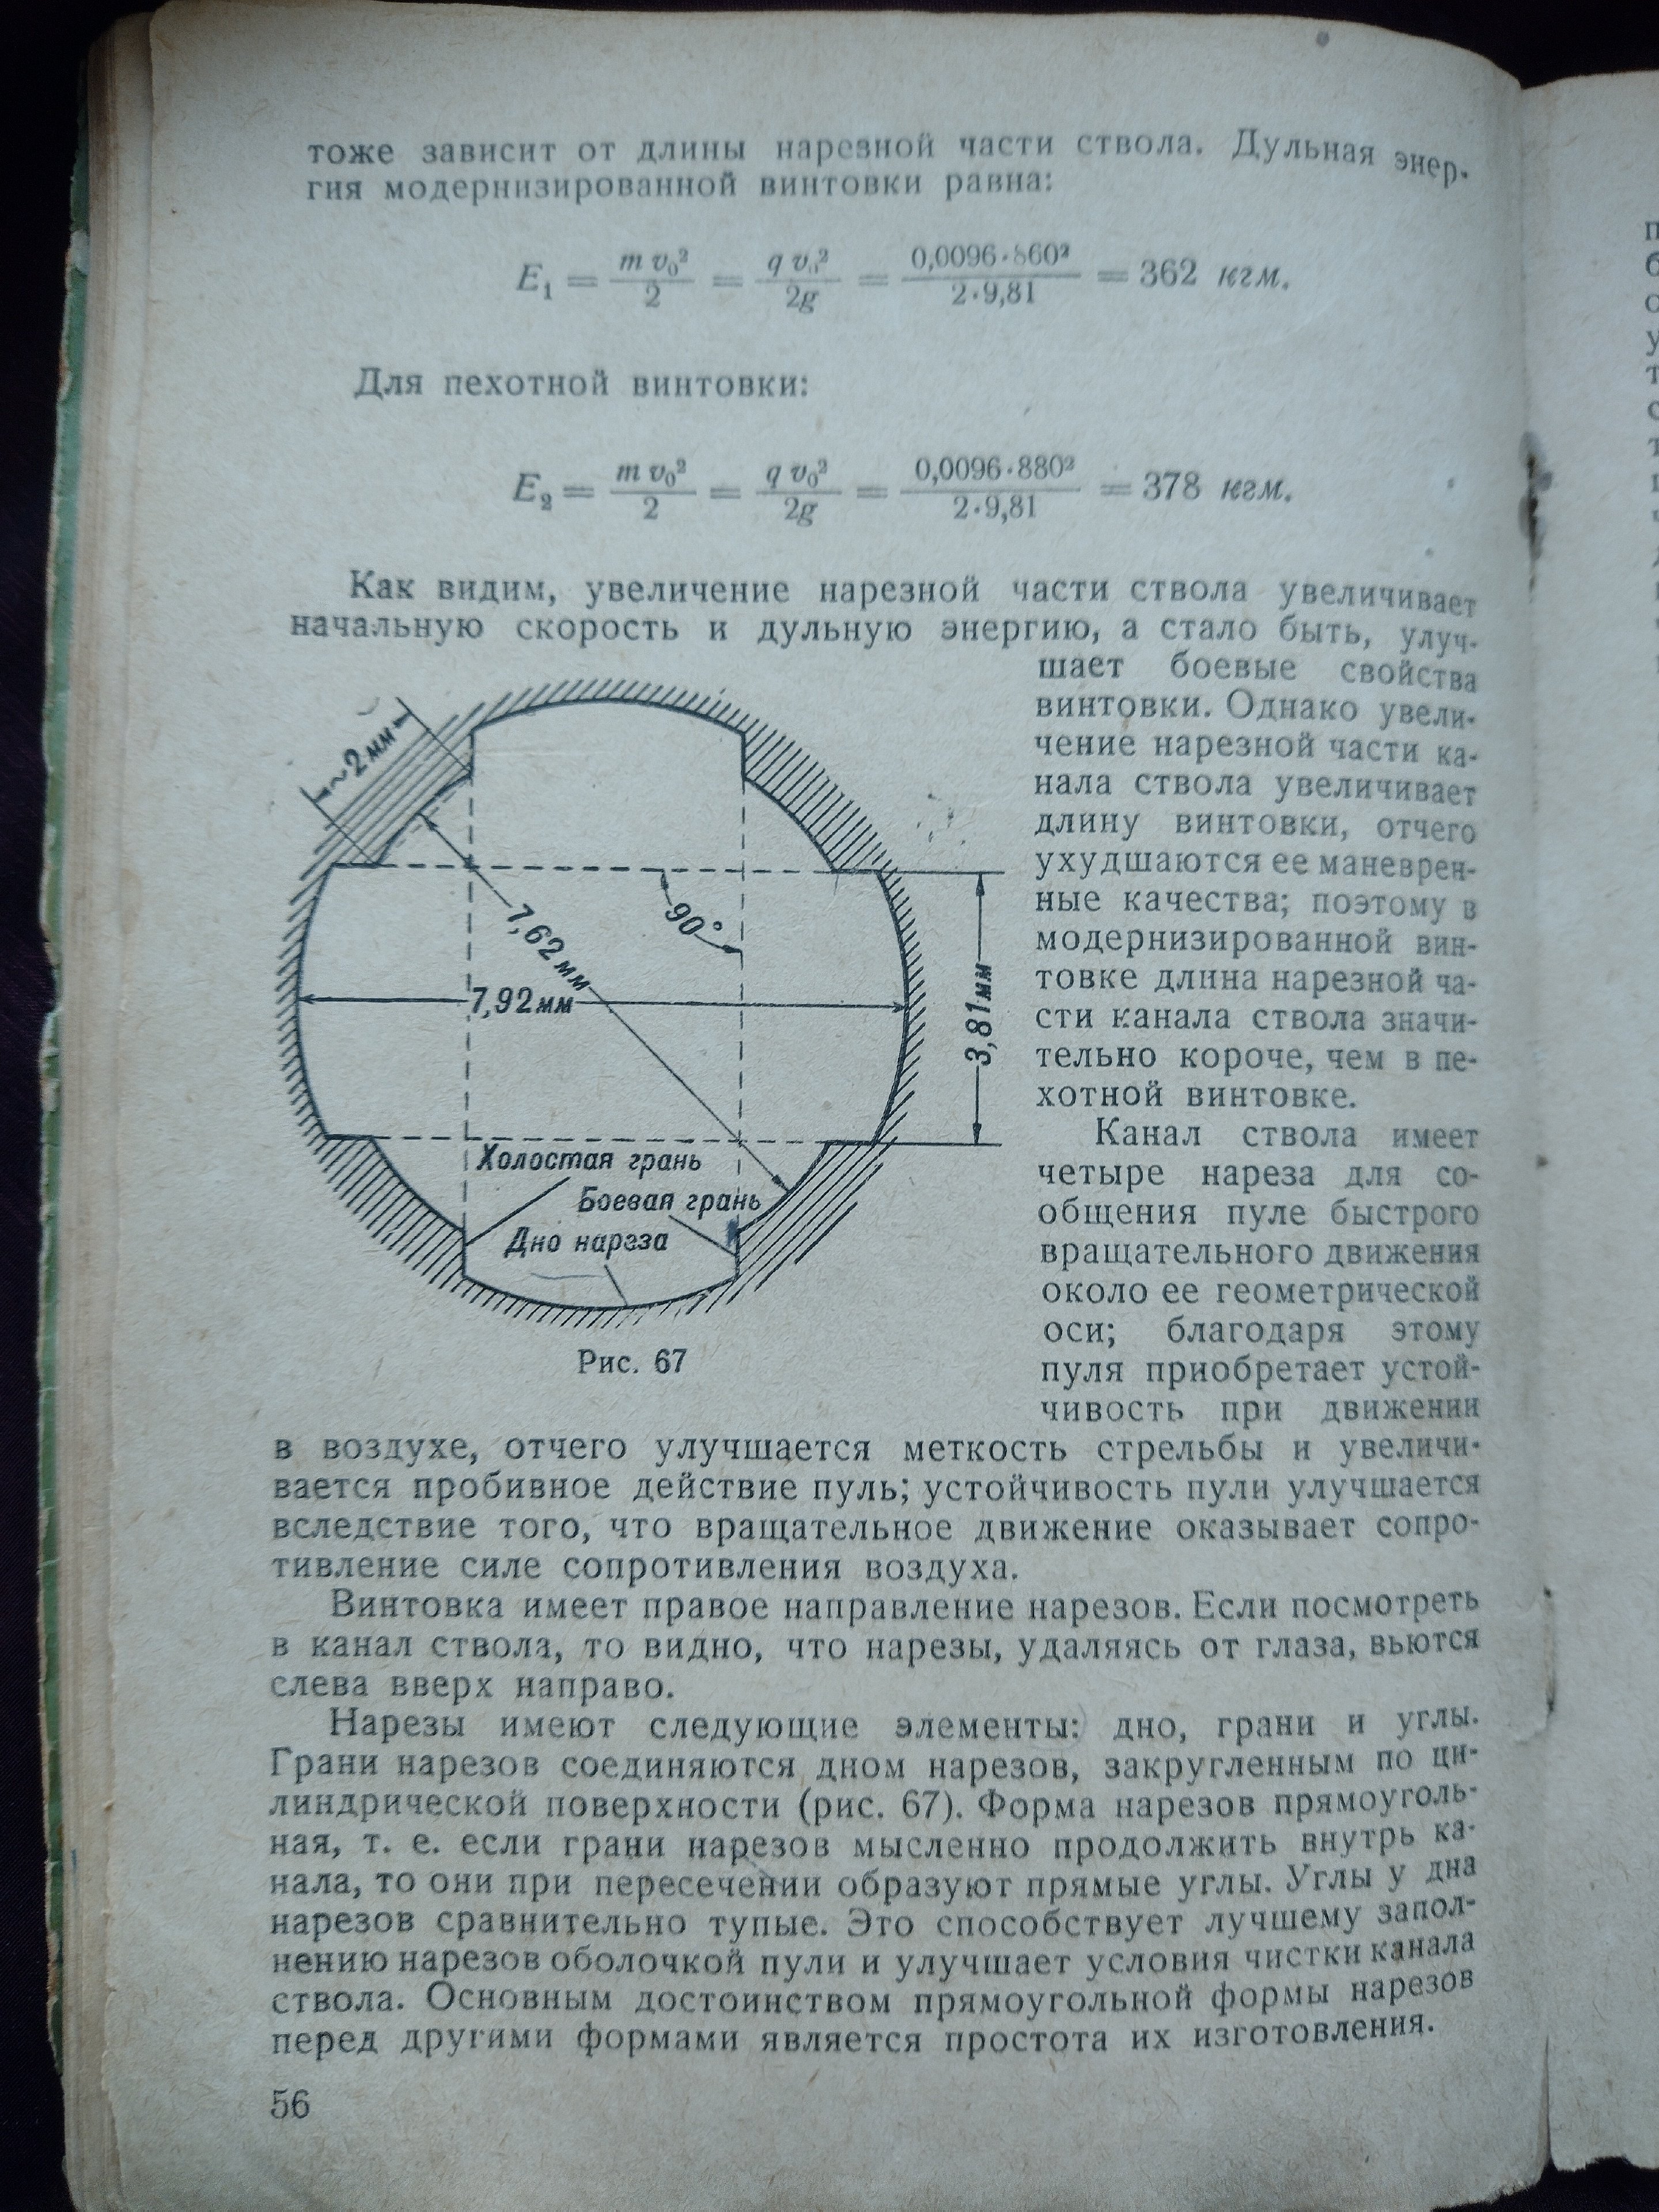 тоже зависит от длины нарезной части ствола. Дульная энер-
гия модернизированной винтовки равна:
E₁ = m v₀²/2 = q v₀²/2g = 0,0096·860²/2·9,81 = 362 кгм.
Для пехотной винтовки:
E₂ = m v₀²/2 = q v₀²/2g = 0,0096·880²/2·9,81 = 378 кгм.
Как видим, увеличение нарезной части ствола увеличивает
начальную скорость и дульную энергию, а стало быть, улуч-
шает боевые свойства
винтовки. Однако увели-
чение нарезной части ка-
нала ствола увеличивает
длину винтовки, отчего
ухудшаются ее маневрен-
ные качества; поэтому в
модернизированной вин-
товке длина нарезной ча-
сти канала ствола значи-
тельно короче, чем в пе-
хотной винтовке.
Канал ствола имеет
четыре нареза для со-
общения пуле быстрого
вращательного движения
около ее геометрической
оси; благодаря этому
пуля приобретает устой-
чивость при движении
~2мм
90°
7,62 мм
7,92мм
3,81мм
Холостая грань
Боевая грань
Дно нареза
Рис. 67
в воздухе, отчего улучшается меткость стрельбы и увеличи-
вается пробивное действие пуль; устойчивость пули улучшается
вследствие того, что вращательное движение оказывает сопро-
тивление силе сопротивления воздуха.
Винтовка имеет правое направление нарезов. Если посмотреть
в канал ствола, то видно, что нарезы, удаляясь от глаза, вьются
слева вверх направо.
Нарезы имеют следующие элементы: дно, грани и углы.
Грани нарезов соединяются дном нарезов, закругленным по ци-
линдрической поверхности (рис. 67). Форма нарезов прямоуголь-
ная, т. е. если грани нарезов мысленно продолжить внутрь ка-
нала, то они при пересечении образуют прямые углы. Углы у дна
нарезов сравнительно тупые. Это способствует лучшему запол-
нению нарезов оболочкой пули и улучшает условия чистки канала
ствола. Основным достоинством прямоугольной формы нарезов
перед другими формами является простота их изготовления.
56